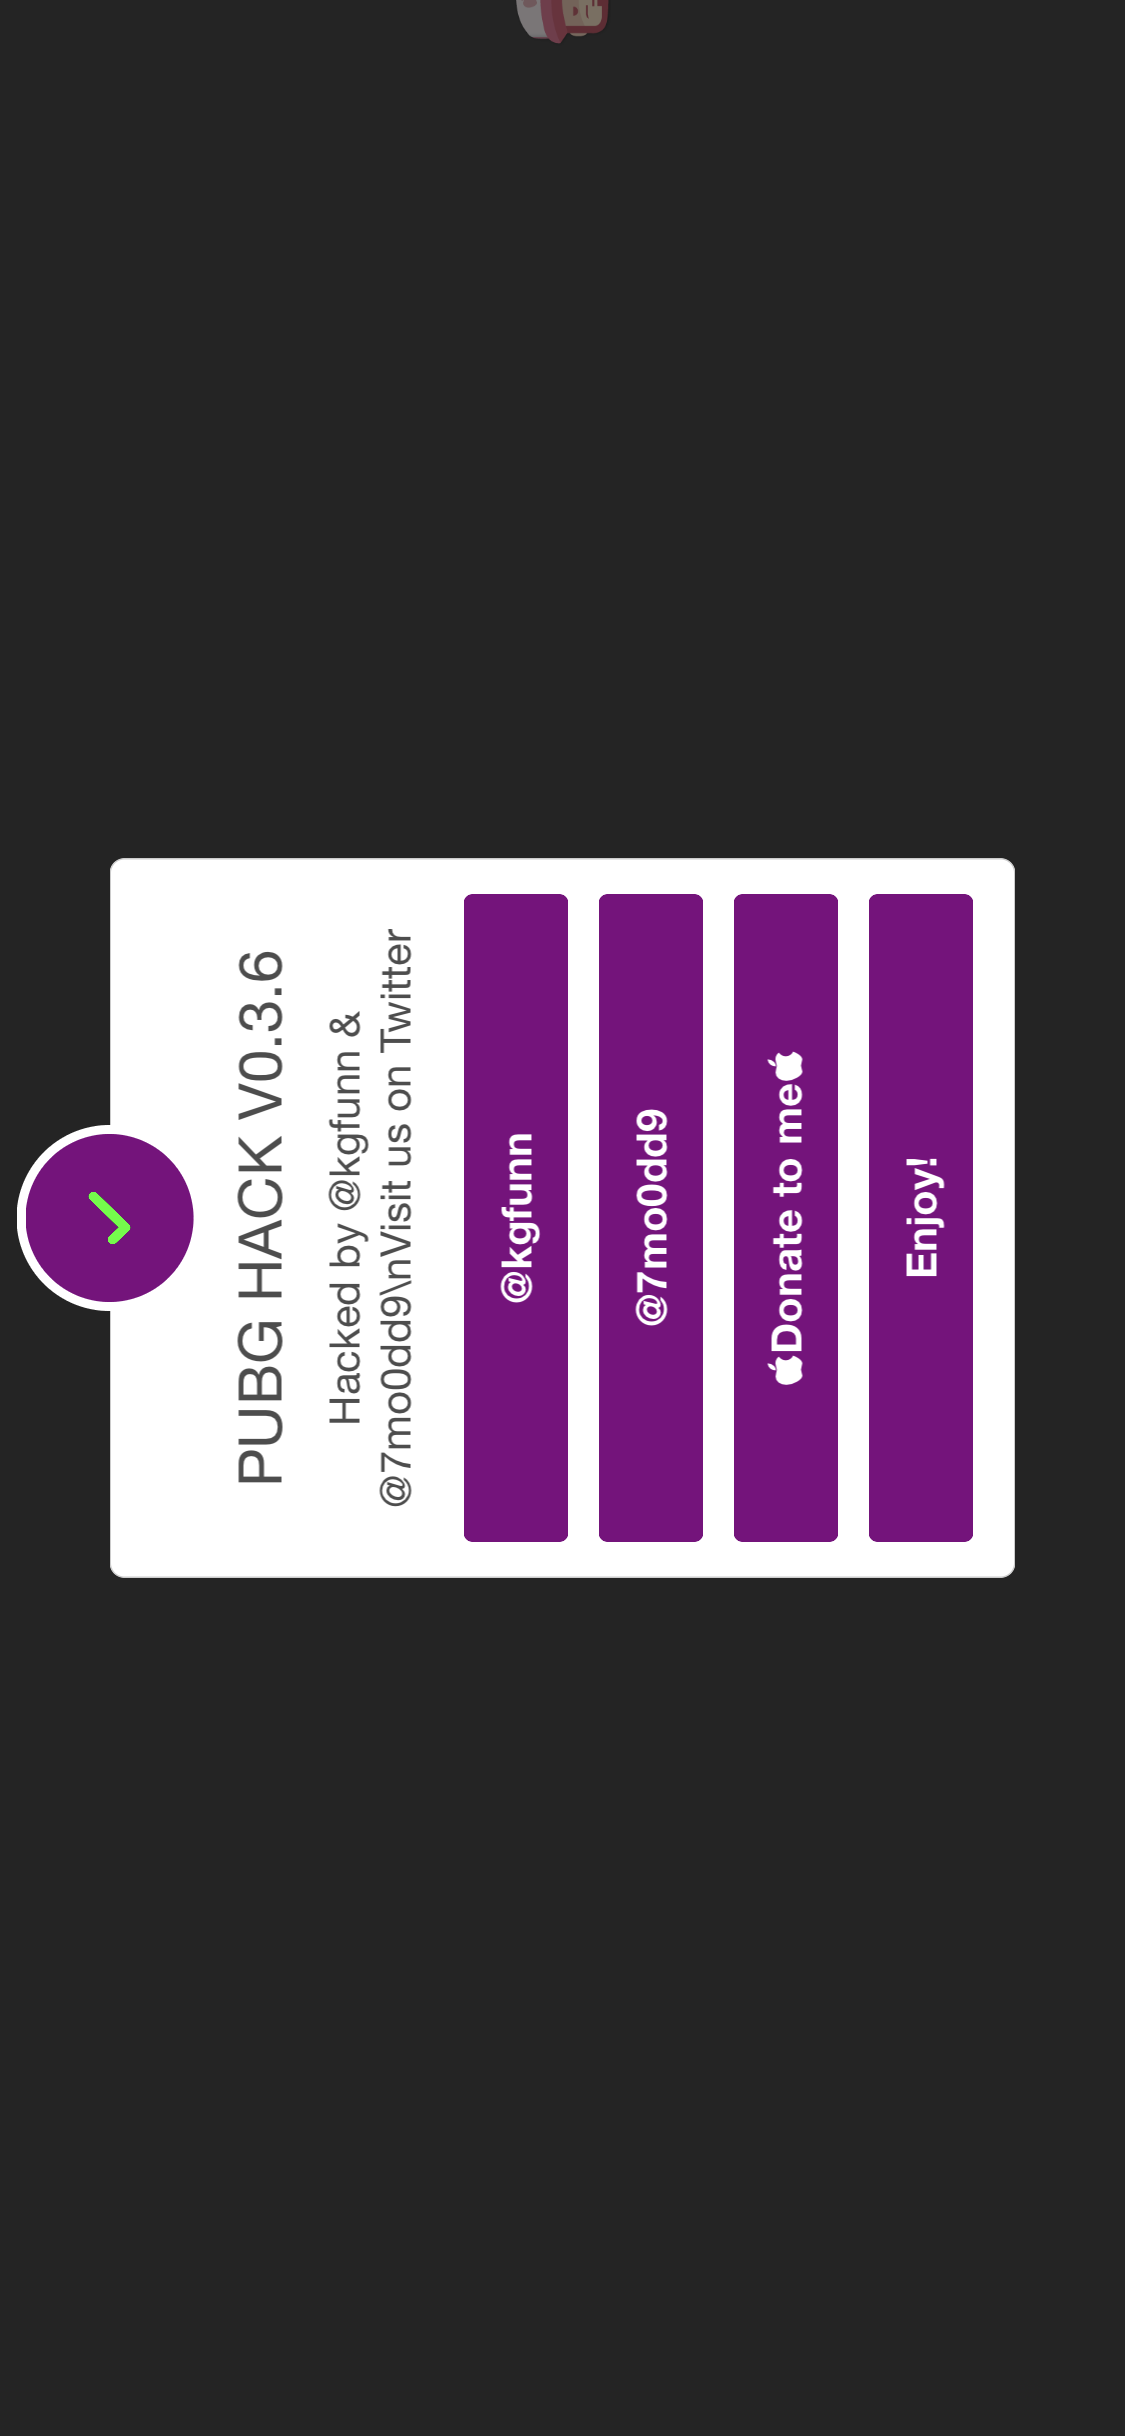 PUBG HACK V0.3.6
Hacked by @kgfunn &
@7mo0dd9\nVisit us on Twitter
@kgfunn
@7mo0dd9
Donate to me
Enjoy!